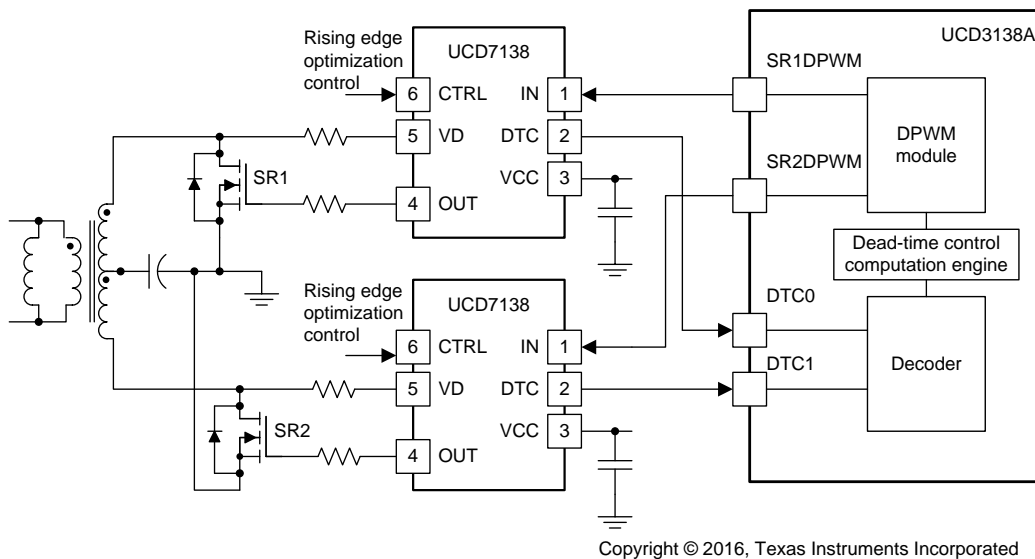 Rising edge
optimization
control
UCD7138
6 CTRL IN 1
5 VD DTC 2
VCC 3
4 OUT
SR1
UCD3138A
SR1DPWM
DPWM
module
SR2DPWM
Dead-time control
computation engine
DTC0
Decoder
DTC1
Rising edge
optimization
control
UCD7138
6 CTRL IN 1
5 VD DTC 2
VCC 3
4 OUT
SR2
Copyright © 2016, Texas Instruments Incorporated